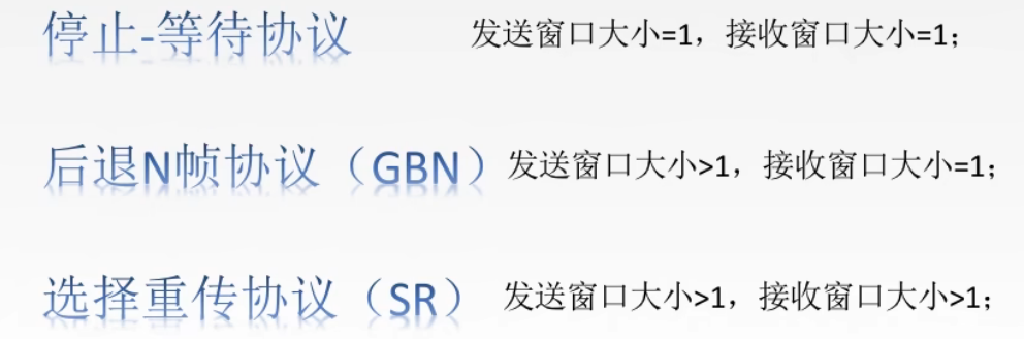 停止-等待协议 发送窗口大小=1，接收窗口大小=1；
后退N帧协议（GBN）发送窗口大小>1，接收窗口大小=1；
选择重传协议（SR） 发送窗口大小>1，接收窗口大小>1；